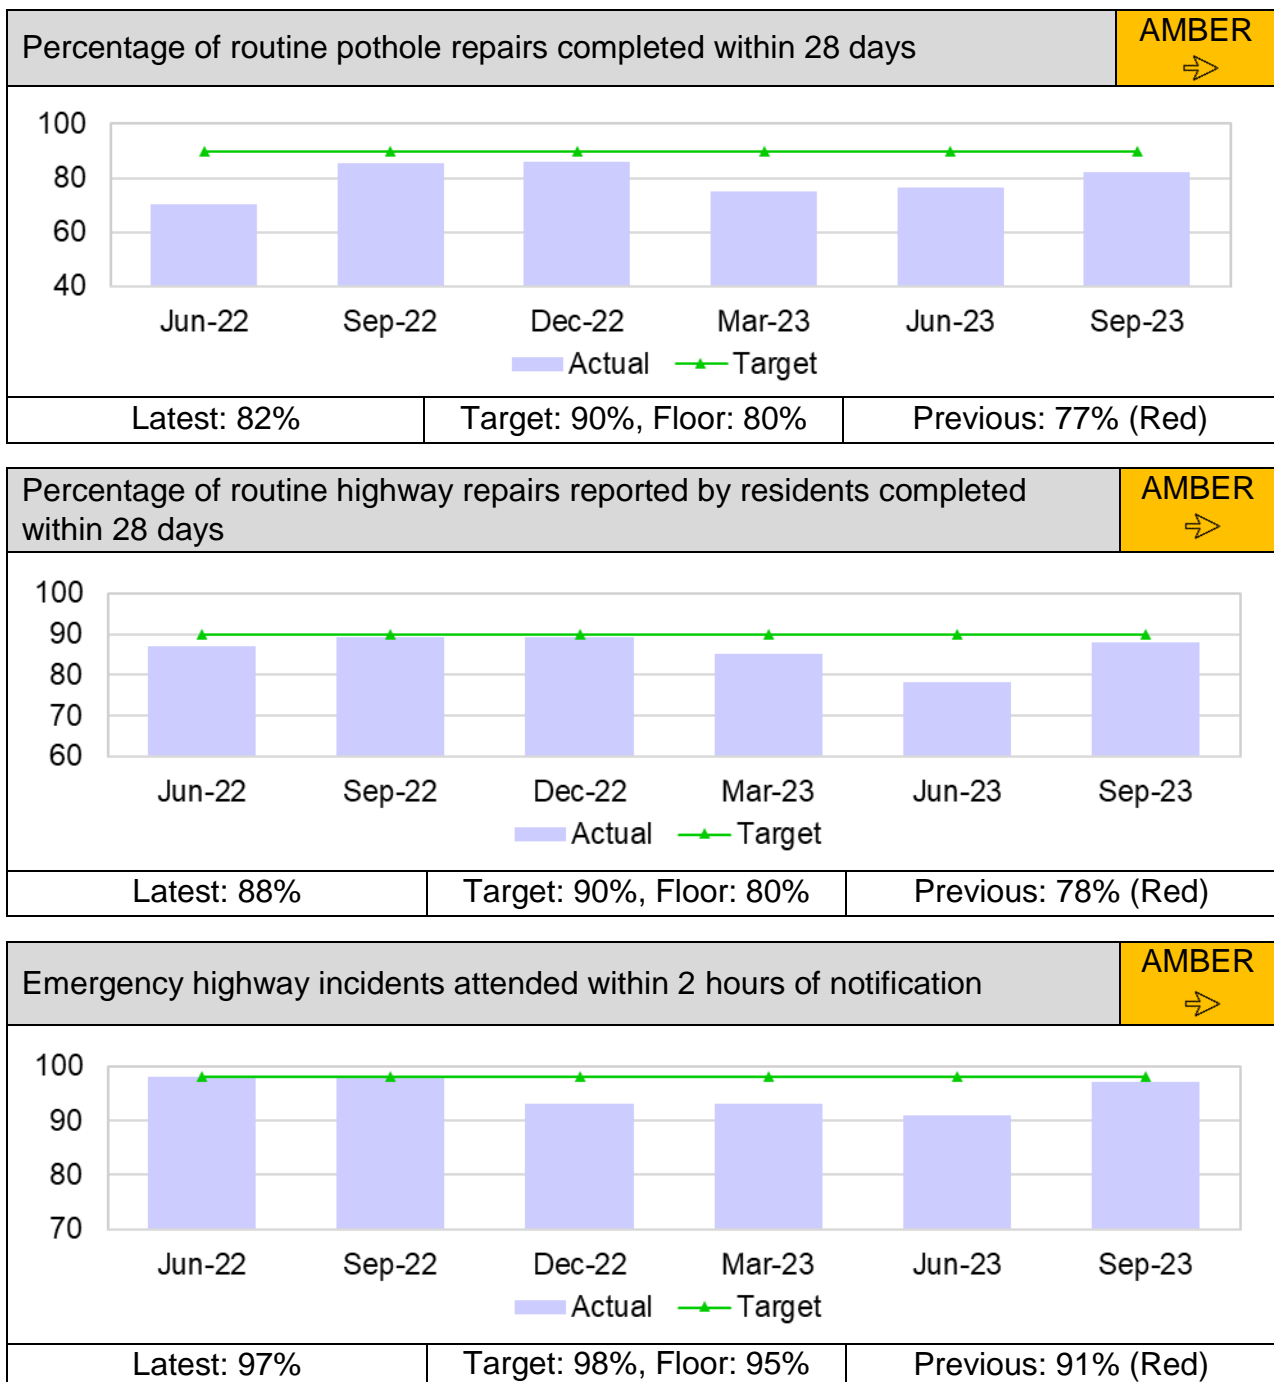 Percentage of routine pothole repairs completed within 28 days
AMBER
100
80
60
40
Jun-22 Sep-22 Dec-22 Mar-23 Jun-23 Sep-23
Actual Target
Latest: 82% Target: 90%, Floor: 80% Previous: 77% (Red)
Percentage of routine highway repairs reported by residents completed
within 28 days
AMBER
100
90
80
70
60
Jun-22 Sep-22 Dec-22 Mar-23 Jun-23 Sep-23
Actual Target
Latest: 88% Target: 90%, Floor: 80% Previous: 78% (Red)
Emergency highway incidents attended within 2 hours of notification
AMBER
100
90
80
70
Jun-22 Sep-22 Dec-22 Mar-23 Jun-23 Sep-23
Actual Target
Latest: 97% Target: 98%, Floor: 95% Previous: 91% (Red)